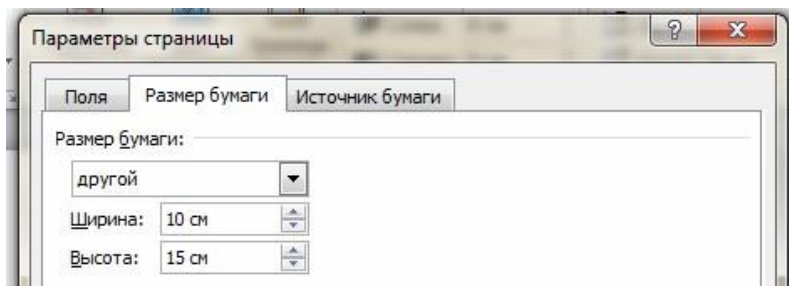 Параметры страницы
Поля Размер бумаги Источник бумаги
Размер бумаги:
другой
Ширина: 10 см
Высота: 15 см